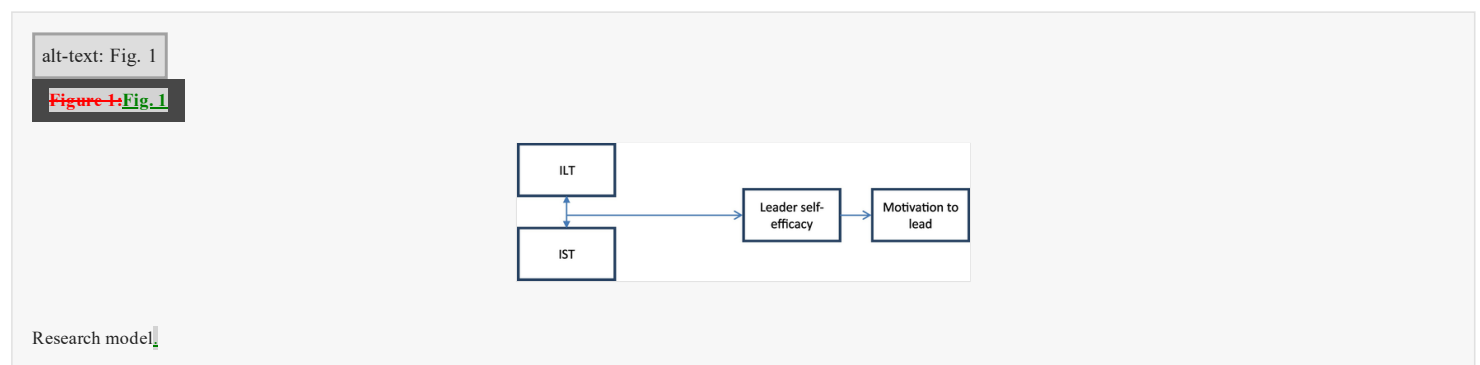 alt-text: Fig. 1
Figure 1:Fig. 1
ILT
Leader self-
efficacy
Motivation to
lead
IST
Research model.